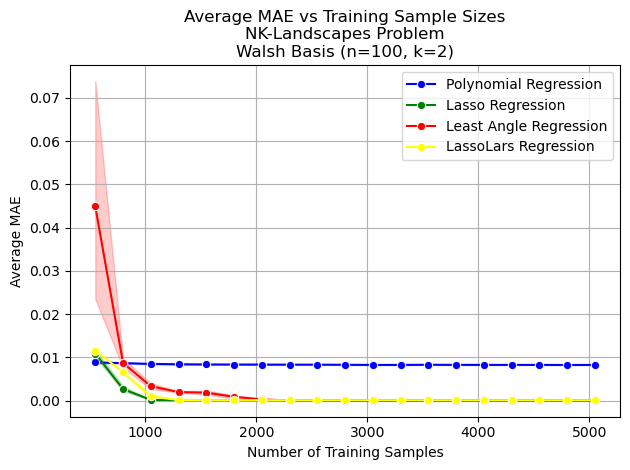 Average MAE vs Training Sample Sizes
NK-Landscapes Problem
Walsh Basis (n=100, k=2)
Polynomial Regression
Lasso Regression
Least Angle Regression
LassoLars Regression
Average MAE
0.07
0.06
0.05
0.04
0.03
0.02
0.01
0.00
1000 2000 3000 4000 5000
Number of Training Samples